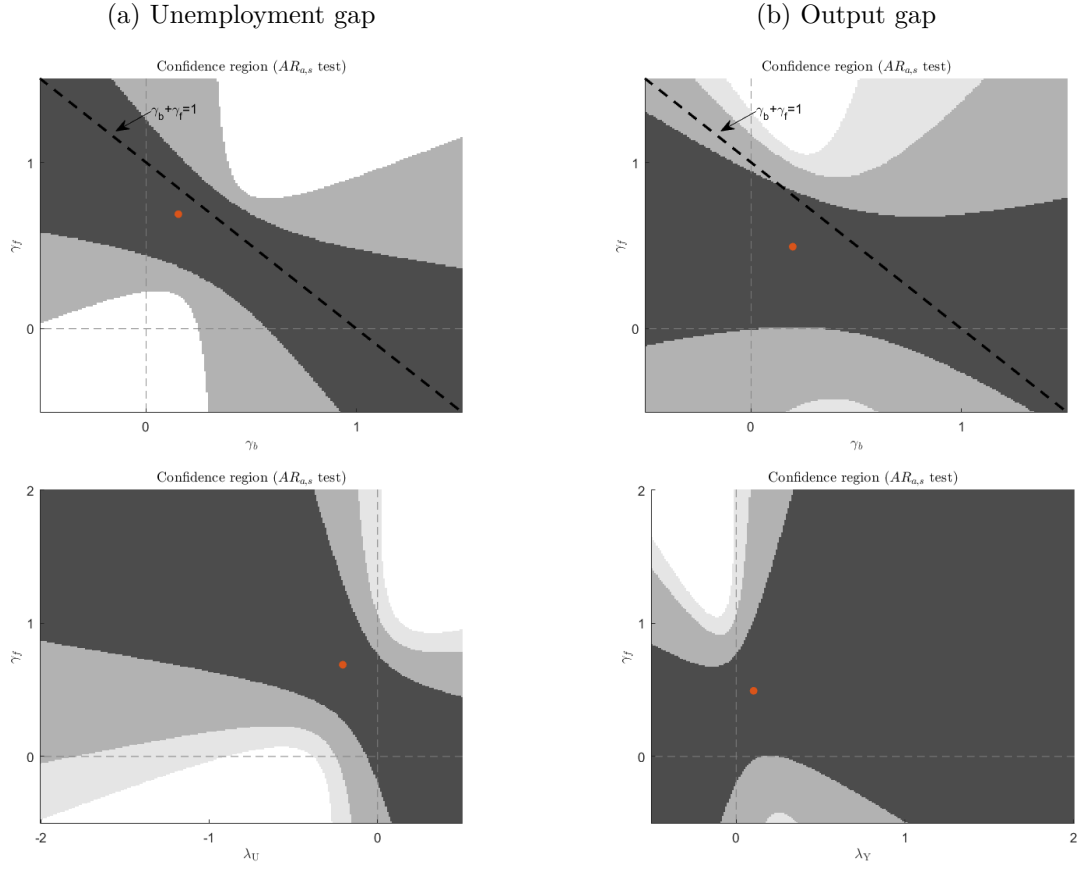 (a) Unemployment gap
(b) Output gap
Confidence region (AR_{a,s} test)
γ_b+γ_f=1
1
0
γ_f
0
1
γ_b
Confidence region (AR_{a,s} test)
γ_b+γ_f=1
1
0
γ_f
0
1
γ_b
Confidence region (AR_{a,s} test)
2
1
0
γ_f
-2
-1
0
λ_U
Confidence region (AR_{a,s} test)
2
1
0
γ_f
0
1
2
λ_Y